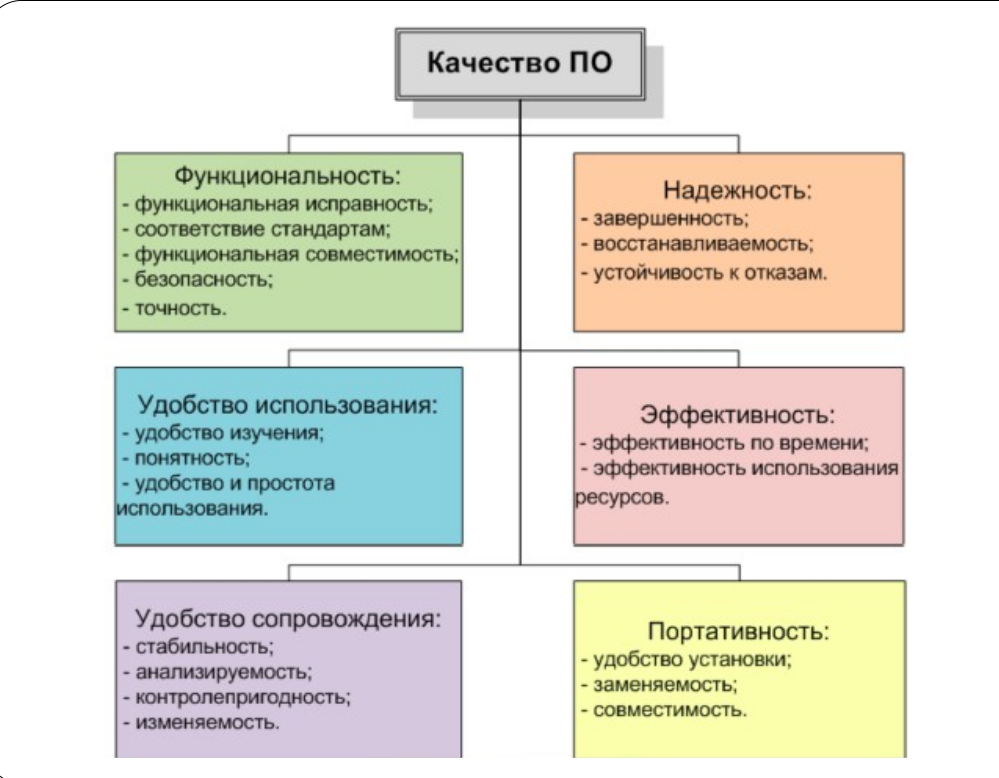 Качество ПО
Функциональность:
- функциональная исправность;
- соответствие стандартам;
- функциональная совместимость;
- безопасность;
- точность.
Надежность:
- завершенность;
- восстанавливаемость;
- устойчивость к отказам.
Удобство использования:
- удобство изучения;
- понятность;
- удобство и простота
использования.
Эффективность:
- эффективность по времени;
- эффективность использования
ресурсов.
Удобство сопровождения:
- стабильность;
- анализируемость;
- контролепригодность;
- изменяемость.
Портативность:
- удобство установки;
- заменяемость;
- совместимость.